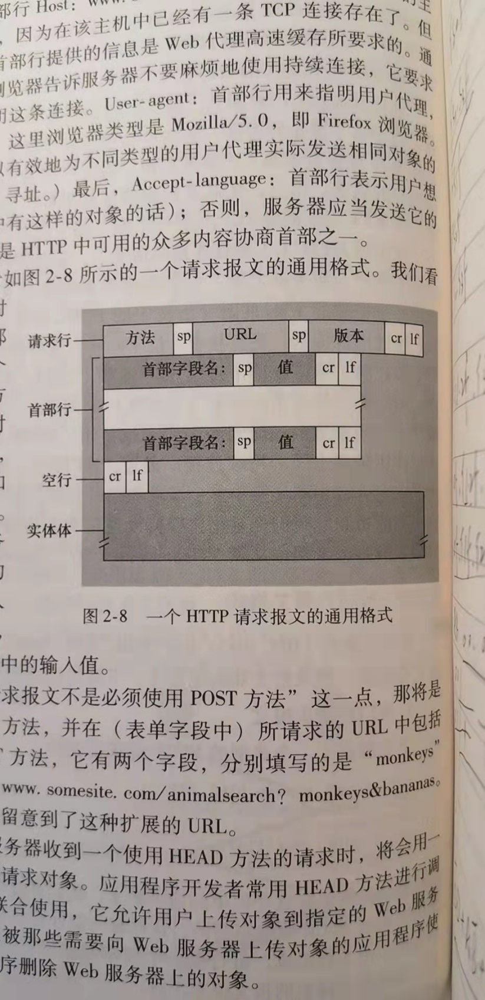 部行 Host: www.
，因为在该主机中已经有一条 TCP 连接存在了。但
首部行提供的信息是 Web 代理高速缓存所要求的。通
浏览器告诉服务器不要麻烦地使用持续连接，它要求
闭这条连接。User-agent：首部行用来指明用户代理，
这里浏览器类型是 Mozilla/5.0，即 Firefox 浏览器。
以有效地为不同类型的用户代理实际发送相同对象的
寻址。）最后，Accept-language：首部行表示用户想
中有这样的对象的话）；否则，服务器应当发送它的
是 HTTP 中可用的众多内容协商首部之一。
如图 2-8 所示的一个请求报文的通用格式。我们看
请求行 方法 sp URL sp 版本 cr lf
首部字段名： sp 值 cr lf
首部行
首部字段名： sp 值 cr lf
空行 cr lf
实体体
图 2-8 一个 HTTP 请求报文的通用格式
中的输入值。
求报文不是必须使用 POST 方法”这一点，那将是
方法，并在（表单字段中）所请求的 URL 中包括
方法，它有两个字段，分别填写的是“monkeys”
www. somesite. com/animalsearch? monkeys&bananas。
留意到了这种扩展的 URL。
服务器收到一个使用 HEAD 方法的请求时，将会用一
请求对象。应用程序开发者常用 HEAD 方法进行调
联合使用，它允许用户上传对象到指定的 Web 服务
被那些需要向 Web 服务器上传对象的应用程序使
序删除 Web 服务器上的对象。